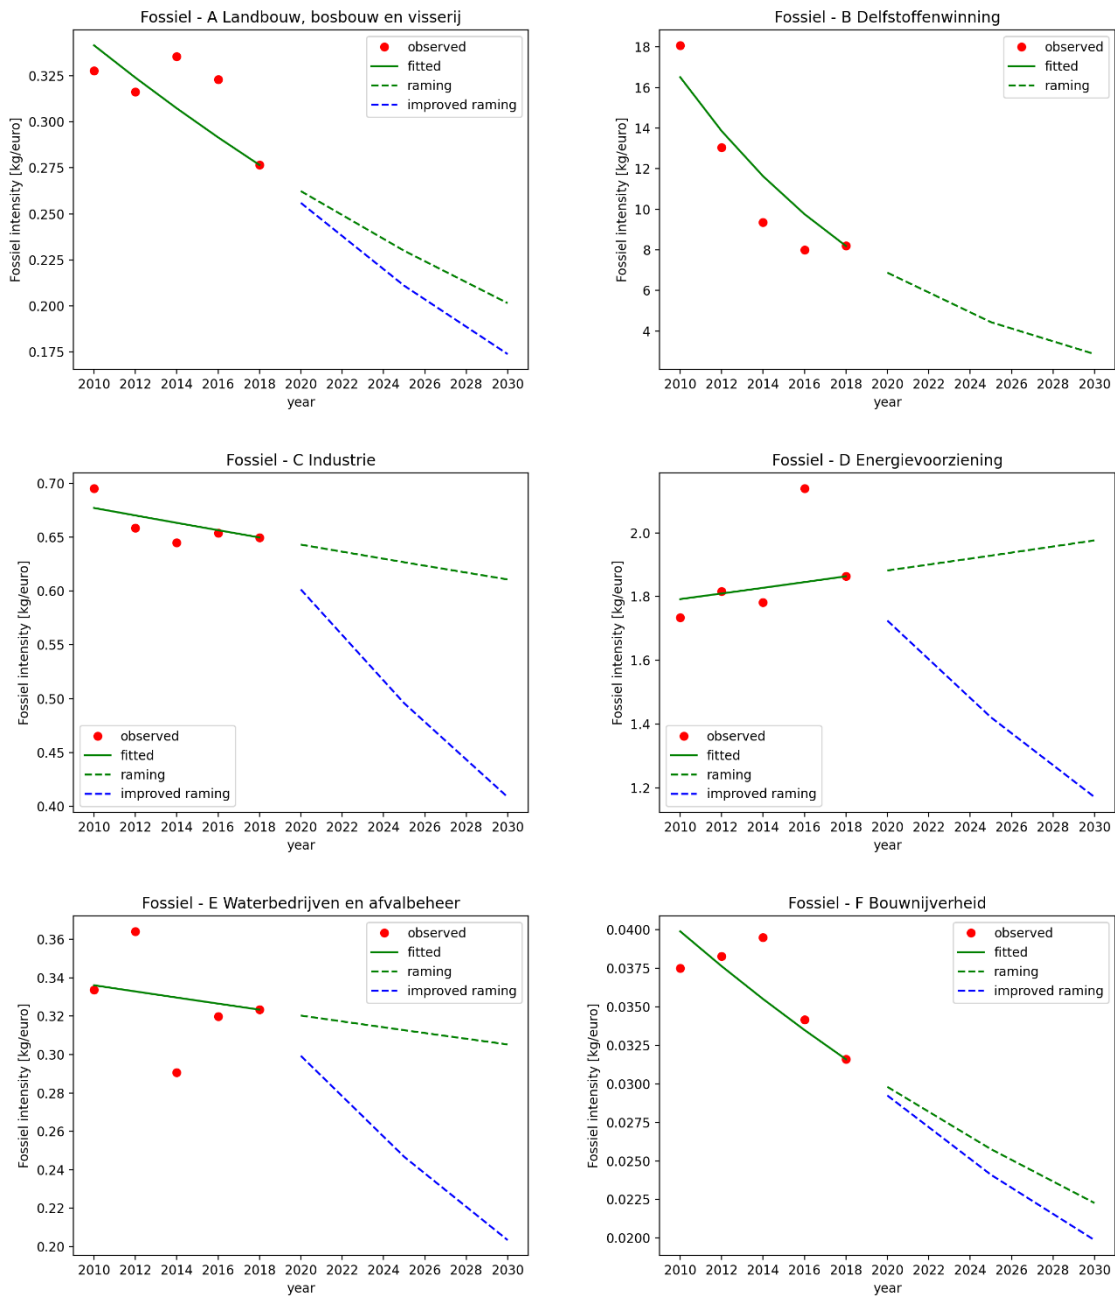 Fossiel - A Landbouw, bosbouw en visserij
Fossiel intensity [kg/euro]
0.325
0.300
0.275
0.250
0.225
0.200
0.175
observed
fitted
raming
improved raming
2010 2012 2014 2016 2018 2020 2022 2024 2026 2028 2030
year
Fossiel - B Delfstoffenwinning
Fossiel intensity [kg/euro]
18
16
14
12
10
8
6
4
observed
fitted
raming
2010 2012 2014 2016 2018 2020 2022 2024 2026 2028 2030
year
Fossiel - C Industrie
Fossiel intensity [kg/euro]
0.70
0.65
0.60
0.55
0.50
0.45
0.40
observed
fitted
raming
improved raming
2010 2012 2014 2016 2018 2020 2022 2024 2026 2028 2030
year
Fossiel - D Energievoorziening
Fossiel intensity [kg/euro]
2.0
1.8
1.6
1.4
1.2
observed
fitted
raming
improved raming
2010 2012 2014 2016 2018 2020 2022 2024 2026 2028 2030
year
Fossiel - E Waterbedrijven en afvalbeheer
Fossiel intensity [kg/euro]
0.36
0.34
0.32
0.30
0.28
0.26
0.24
0.22
0.20
observed
fitted
raming
improved raming
2010 2012 2014 2016 2018 2020 2022 2024 2026 2028 2030
year
Fossiel - F Bouwnijverheid
Fossiel intensity [kg/euro]
0.0400
0.0375
0.0350
0.0325
0.0300
0.0275
0.0250
0.0225
0.0200
observed
fitted
raming
improved raming
2010 2012 2014 2016 2018 2020 2022 2024 2026 2028 2030
year